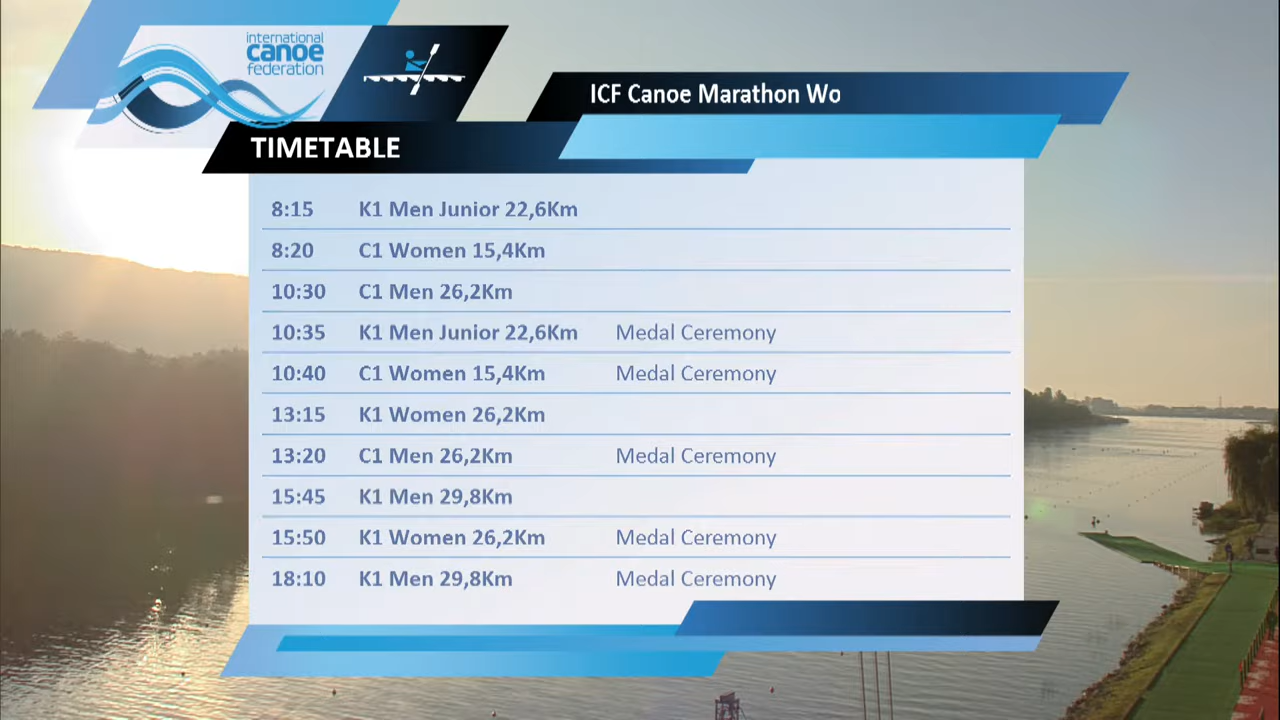 international
canoe
federation
ICF Canoe Marathon Wo
TIMETABLE
8:15 K1 Men Junior 22,6Km
8:20 C1 Women 15,4Km
10:30 C1 Men 26,2Km
10:35 K1 Men Junior 22,6Km Medal Ceremony
10:40 C1 Women 15,4Km Medal Ceremony
13:15 K1 Women 26,2Km
13:20 C1 Men 26,2Km Medal Ceremony
15:45 K1 Men 29,8Km
15:50 K1 Women 26,2Km Medal Ceremony
18:10 K1 Men 29,8Km Medal Ceremony